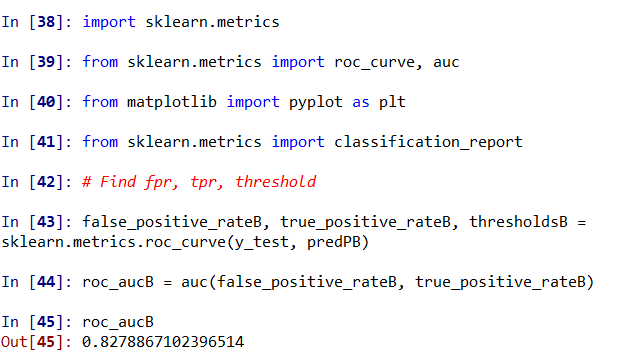 In [38]: import sklearn.metrics
In [39]: from sklearn.metrics import roc_curve, auc
In [40]: from matplotlib import pyplot as plt
In [41]: from sklearn.metrics import classification_report
In [42]: # Find fpr, tpr, threshold
In [43]: false_positive_rateB, true_positive_rateB, thresholdsB =
sklearn.metrics.roc_curve(y_test, predPB)
In [44]: roc_aucB = auc(false_positive_rateB, true_positive_rateB)
In [45]: roc_aucB
Out[45]: 0.8278867102396514